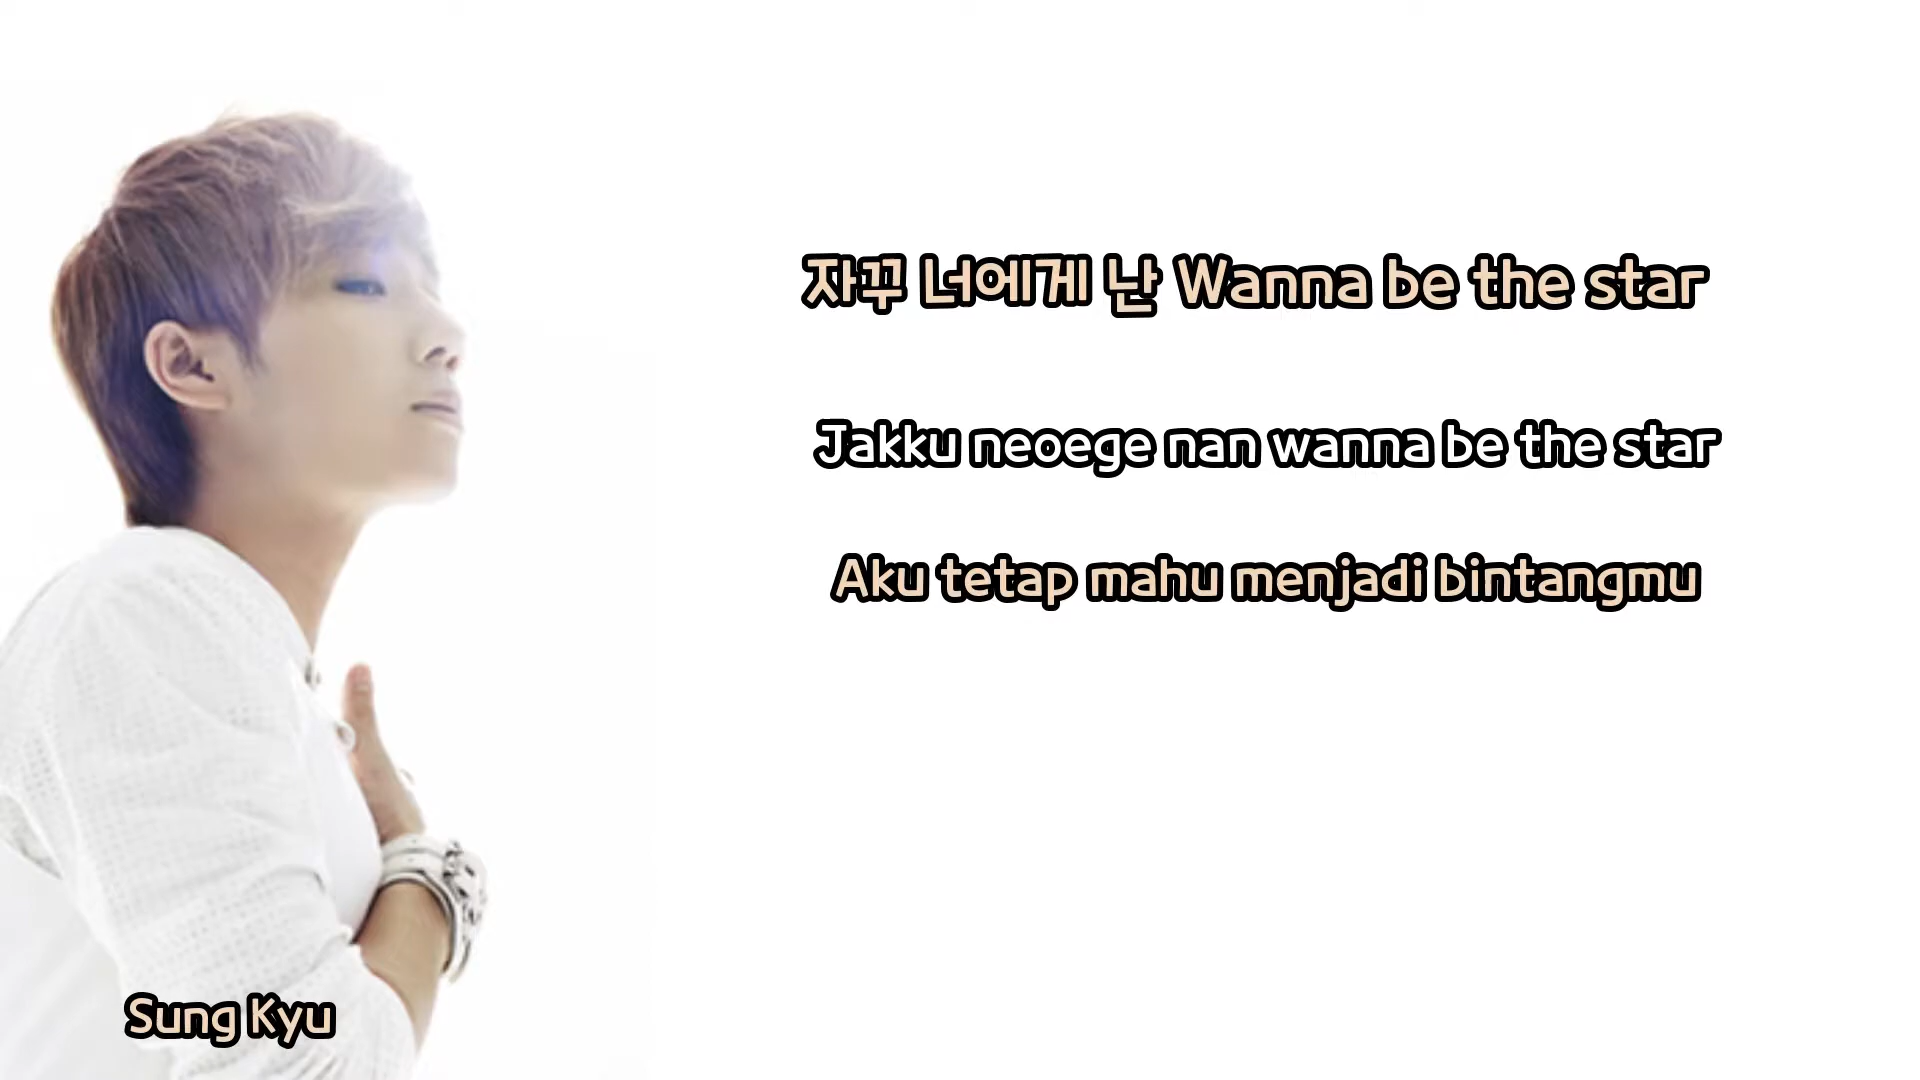 자꾸 너에게 난 Wanna be the star
Jakku neoege nan wanna be the star
Aku tetap mahu menjadi bintangmu
Sung Kyu